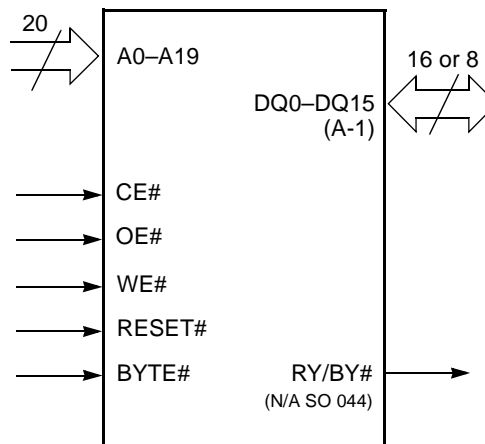 20
A0–A19
16 or 8
DQ0–DQ15
(A-1)
CE#
OE#
WE#
RESET#
BYTE#
RY/BY#
(N/A SO 044)